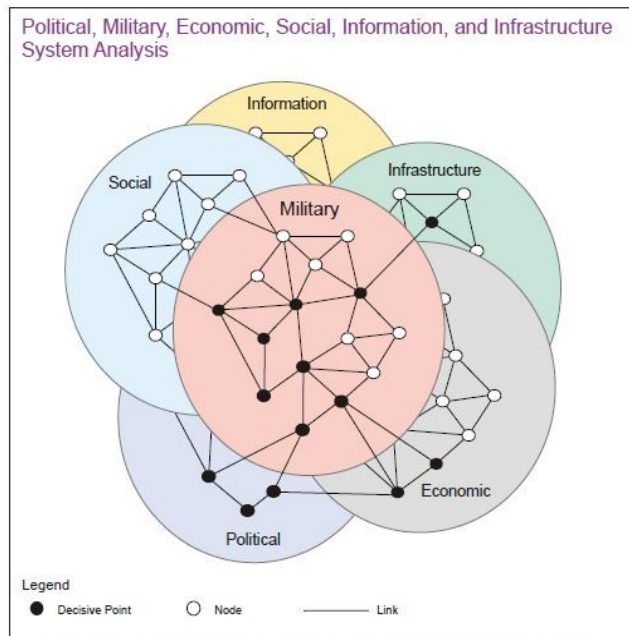 Political, Military, Economic, Social, Information, and Infrastructure
System Analysis
Information
Infrastructure
Social
Military
Economic
Political
Legend
Decisive Point
Node
Link